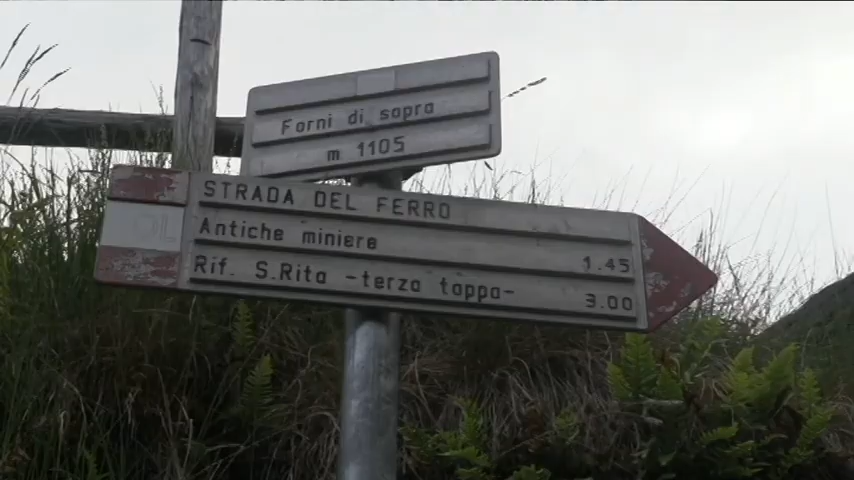 Forni di sopra
m 1105
STRADA DEL FERRO
Antiche miniere 1.45
Rif. S.Rita -terza tappa- 3.00